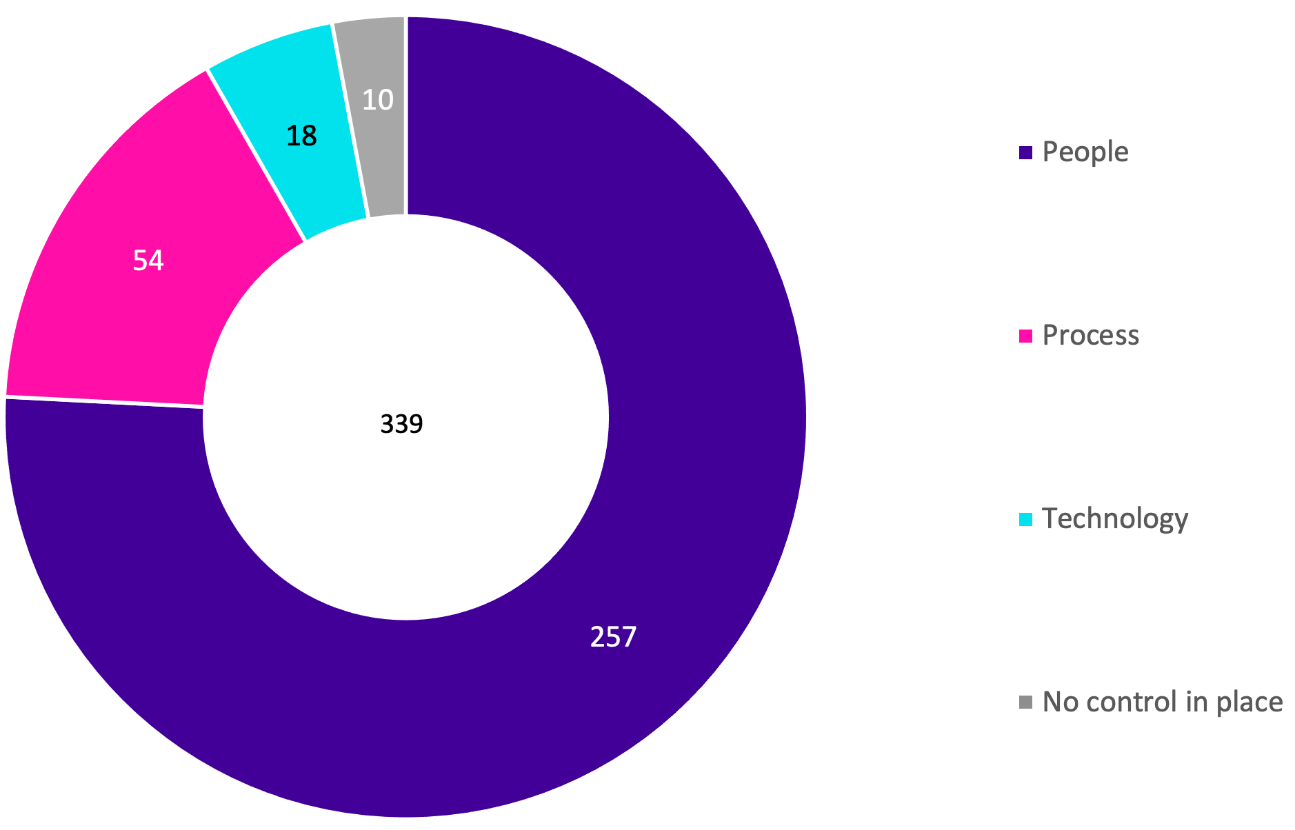 10
18
54
339
257
People
Process
Technology
No control in place